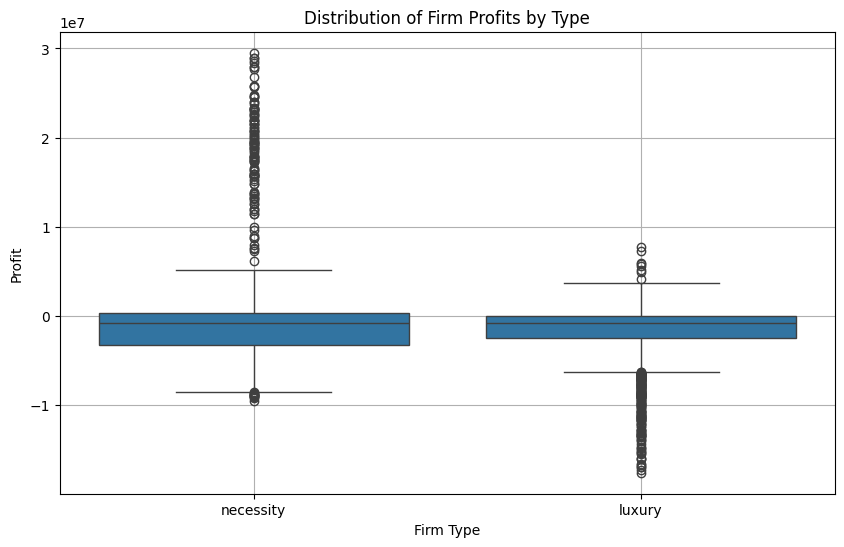 Distribution of Firm Profits by Type
1e7
3
2
1
0
−1
Profit
necessity
luxury
Firm Type